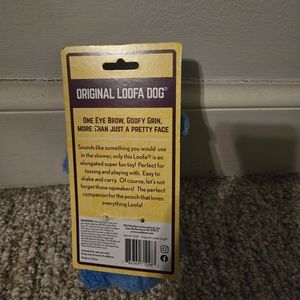 ORIGINAL LOOFA DOG®
ONE EYE BROW, GOOFY GRIN,
MORE THAN JUST A PRETTY FACE
Sounds like something you would use
in the shower, only this Loofa® is an
elongated super fun toy! Perfect for
tossing and playing with. Easy to
shake and carry. Of course, let's not
forget those squeakers! The perfect
companion for the pooch that loves
everything Loofa!